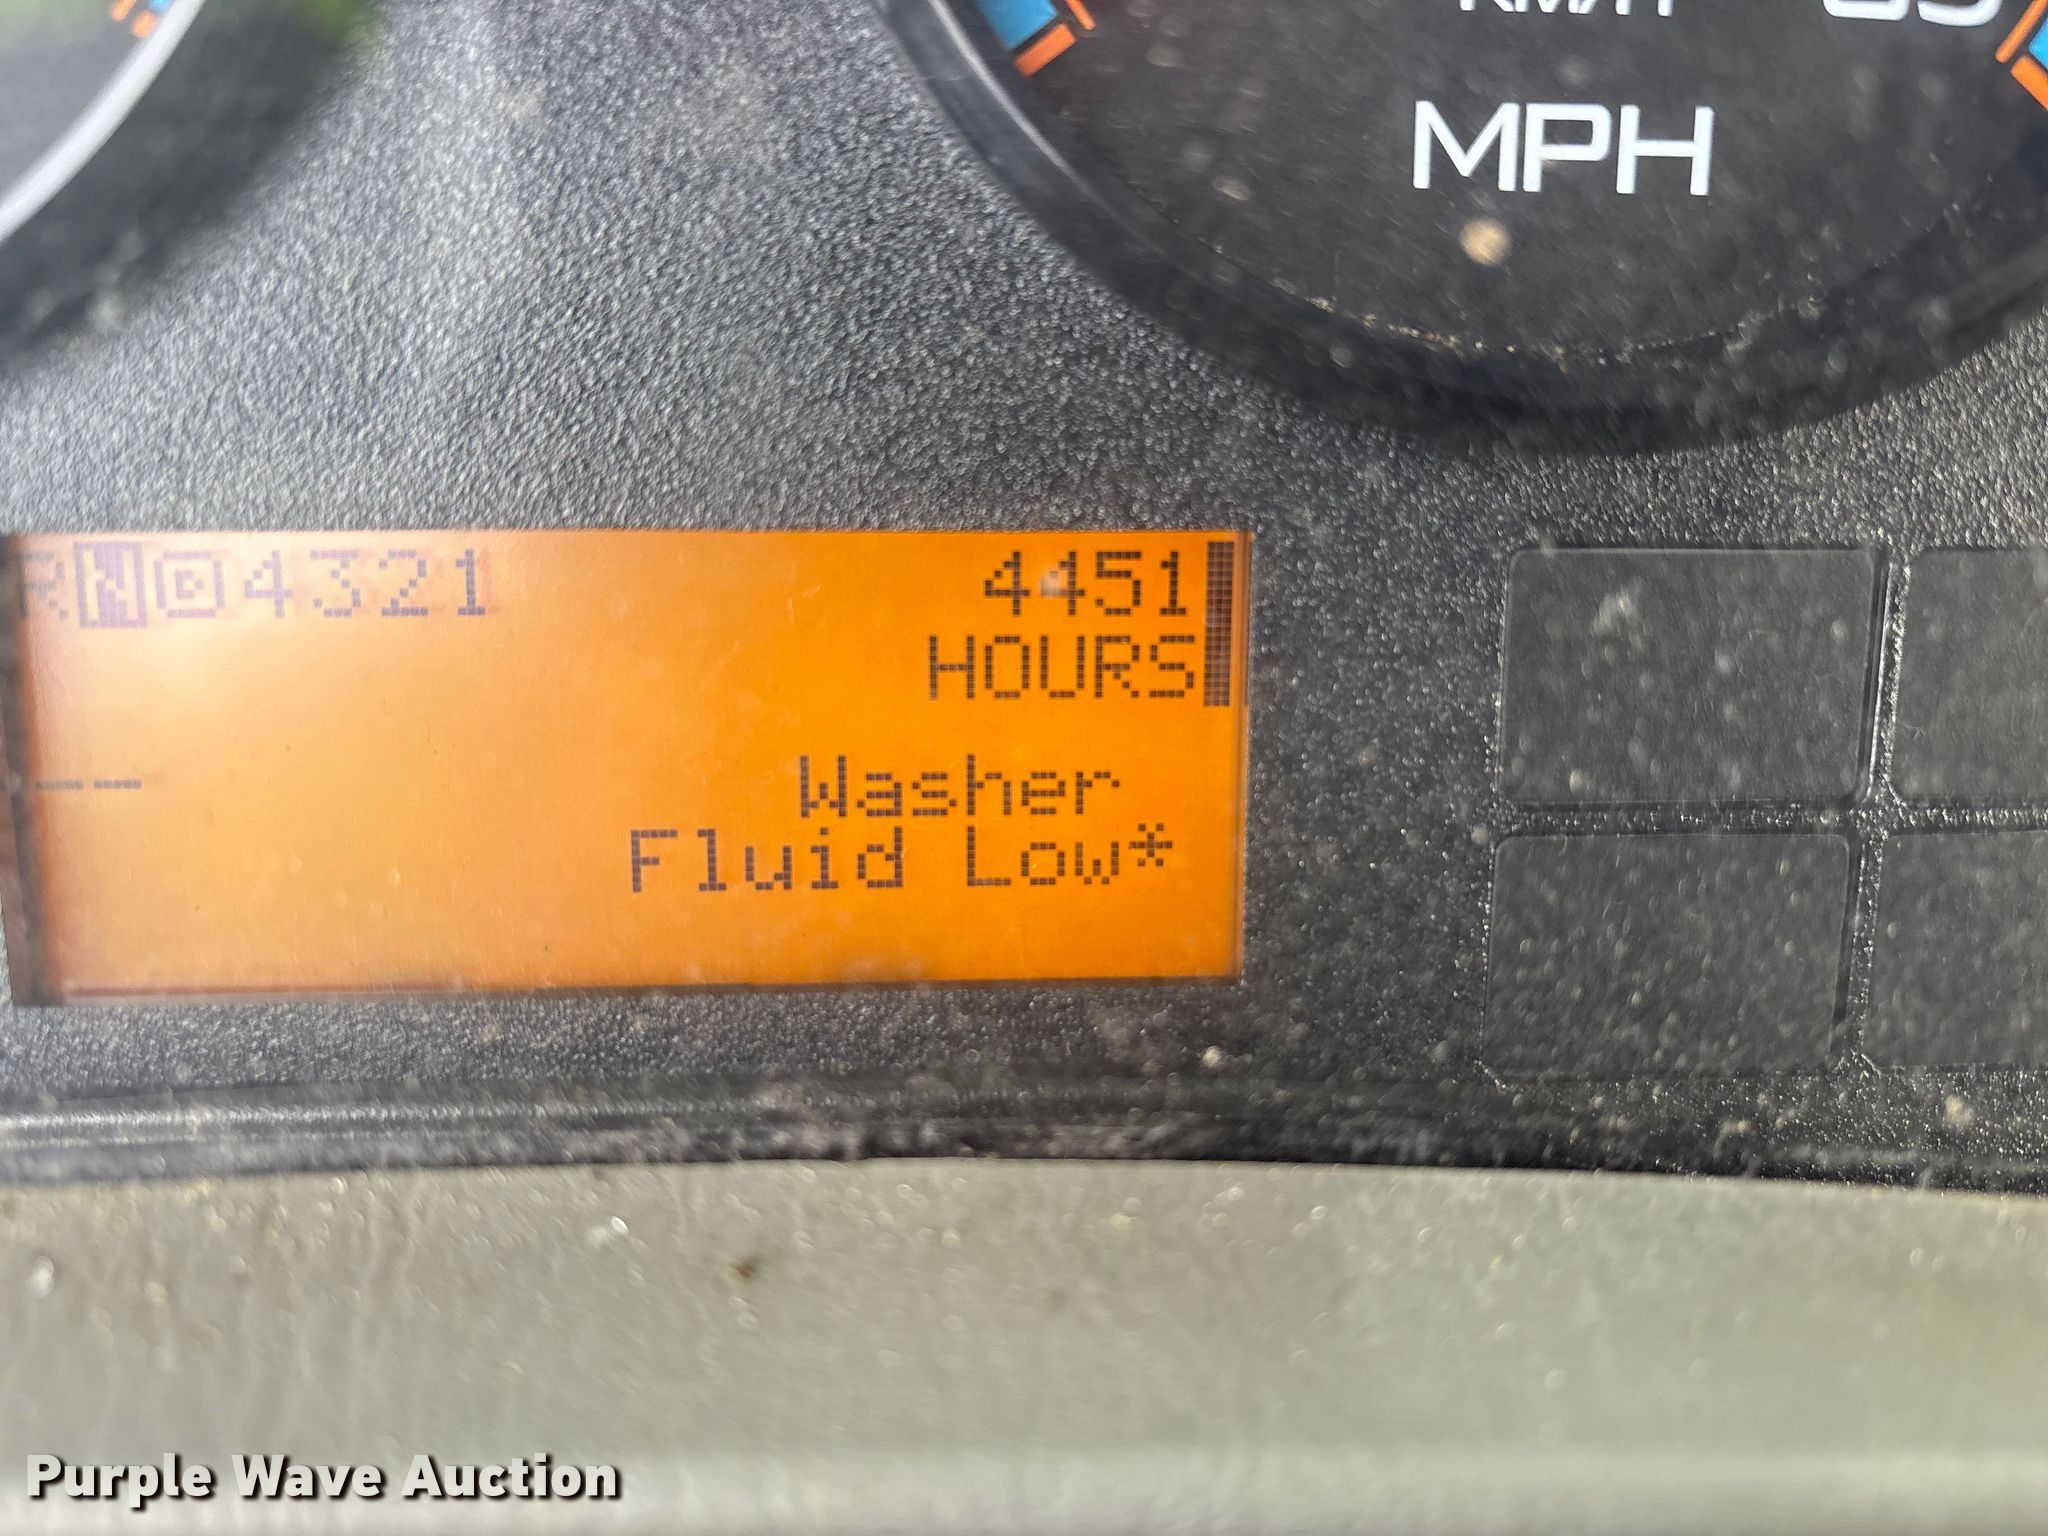 MPH
RN▣4321 4451
HOURS
--
Washer
Fluid Low*
Purple Wave Auction